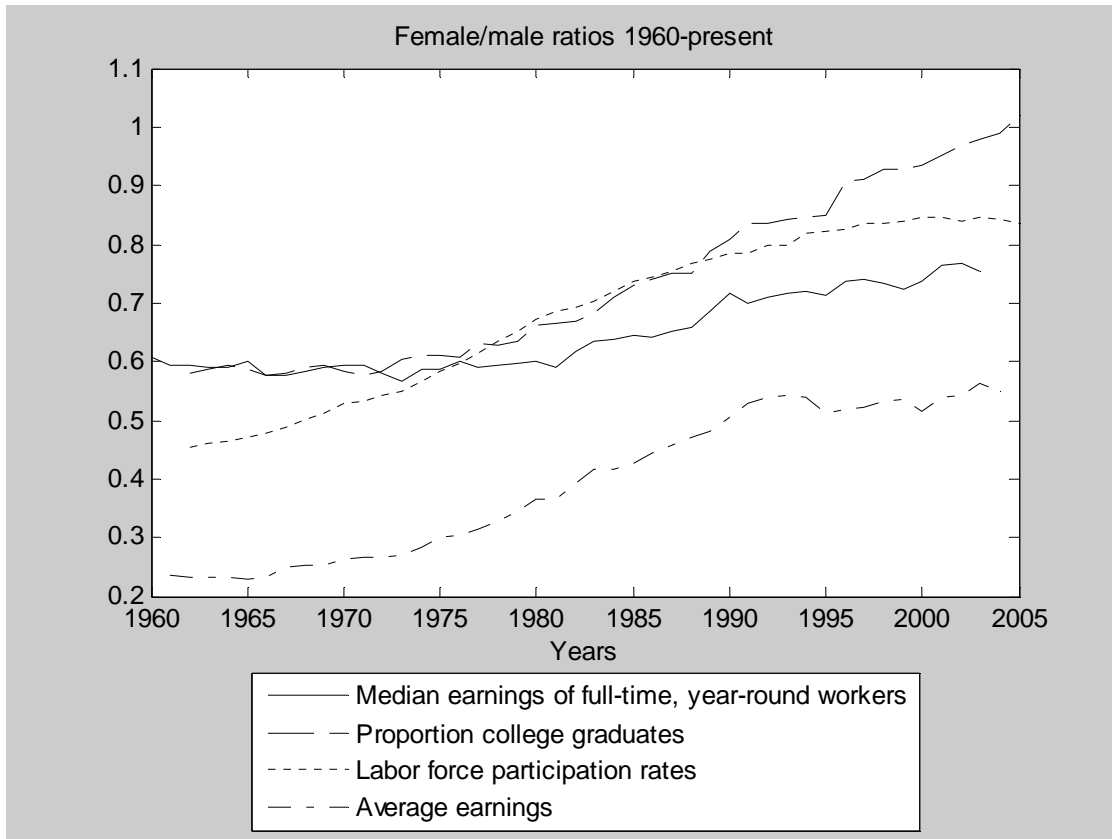 Female/male ratios 1960-present
1.1
1
0.9
0.8
0.7
0.6
0.5
0.4
0.3
0.2
1960 1965 1970 1975 1980 1985 1990 1995 2000 2005
Years
Median earnings of full-time, year-round workers
Proportion college graduates
Labor force participation rates
Average earnings